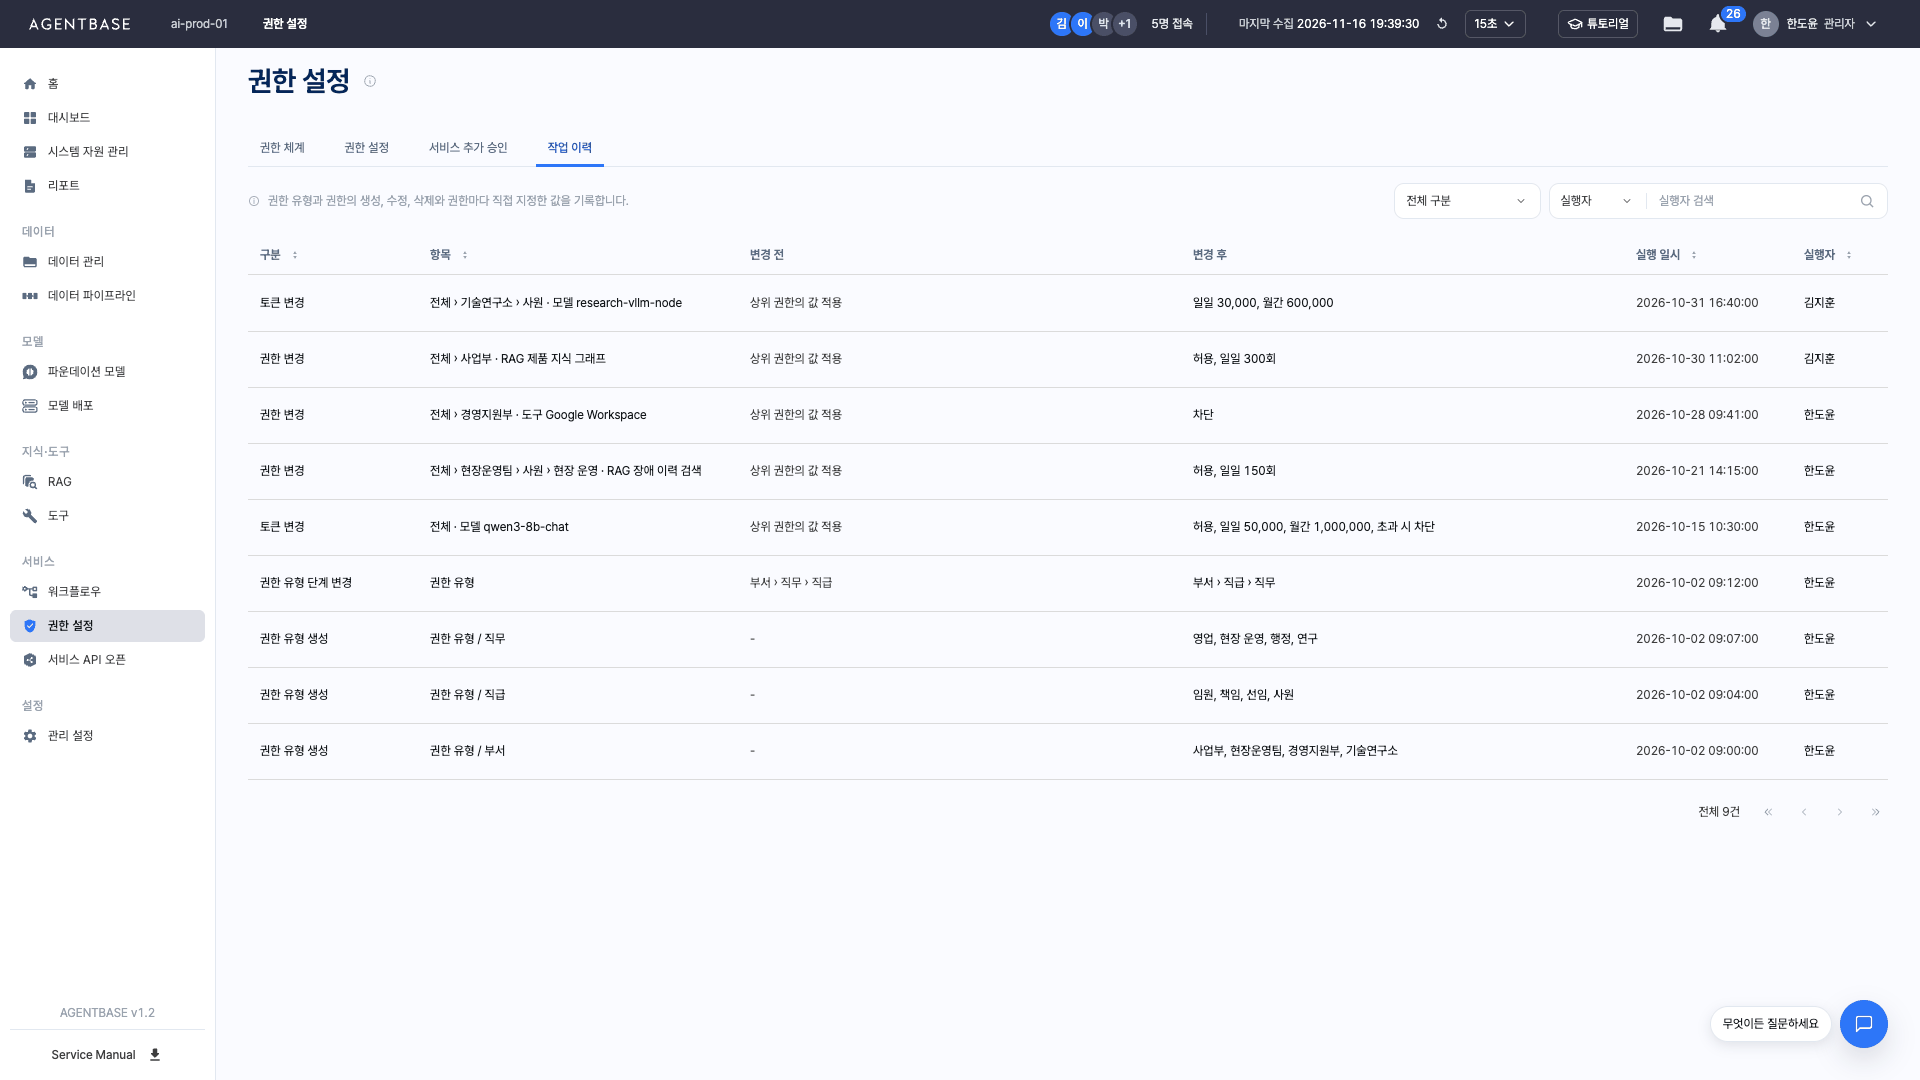 AGENTBASE ai-prod-01 권한 설정 김 이 박 +1 5명 접속 마지막 수집 2026-11-16 19:39:30 15초 튜토리얼 26 한 한도윤 관리자
홈
대시보드
시스템 자원 관리
리포트
데이터
데이터 관리
데이터 파이프라인
모델
파운데이션 모델
모델 배포
지식·도구
RAG
도구
서비스
워크플로우
권한 설정
서비스 API 오픈
설정
관리 설정
AGENTBASE v1.2
Service Manual
권한 설정
권한 체계 권한 설정 서비스 추가 승인 작업 이력
권한 유형과 권한의 생성, 수정, 삭제와 권한마다 직접 지정한 값을 기록합니다. 전체 구분 실행자 실행자 검색
구분 항목 변경 전 변경 후 실행 일시 실행자
토큰 변경 전체 › 기술연구소 › 사원 · 모델 research-vllm-node 상위 권한의 값 적용 일일 30,000, 월간 600,000 2026-10-31 16:40:00 김지훈
권한 변경 전체 › 사업부 · RAG 제품 지식 그래프 상위 권한의 값 적용 허용, 일일 300회 2026-10-30 11:02:00 김지훈
권한 변경 전체 › 경영지원부 · 도구 Google Workspace 상위 권한의 값 적용 차단 2026-10-28 09:41:00 한도윤
권한 변경 전체 › 현장운영팀 › 사원 › 현장 운영 · RAG 장애 이력 검색 상위 권한의 값 적용 허용, 일일 150회 2026-10-21 14:15:00 한도윤
토큰 변경 전체 · 모델 qwen3-8b-chat 상위 권한의 값 적용 허용, 일일 50,000, 월간 1,000,000, 초과 시 차단 2026-10-15 10:30:00 한도윤
권한 유형 단계 변경 권한 유형 부서 › 직무 › 직급 부서 › 직급 › 직무 2026-10-02 09:12:00 한도윤
권한 유형 생성 권한 유형 / 직무 - 영업, 현장 운영, 행정, 연구 2026-10-02 09:07:00 한도윤
권한 유형 생성 권한 유형 / 직급 - 임원, 책임, 선임, 사원 2026-10-02 09:04:00 한도윤
권한 유형 생성 권한 유형 / 부서 - 사업부, 현장운영팀, 경영지원부, 기술연구소 2026-10-02 09:00:00 한도윤
전체 9건 « ‹ › »
무엇이든 질문하세요